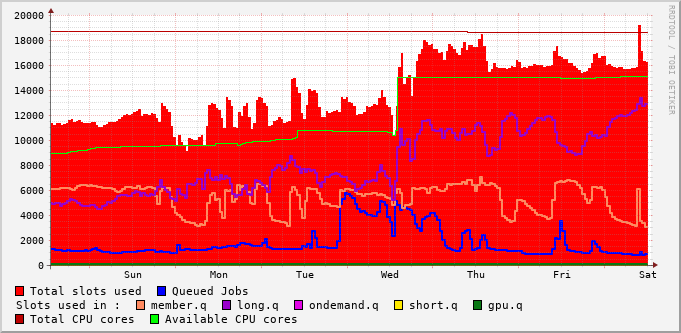 20000
18000
16000
14000
12000
10000
8000
6000
4000
2000
0
Sun Mon Tue Wed Thu Fri Sat
RRDTOOL / TOBI OETIKER
Total slots used Queued Jobs
Slots used in : member.q long.q ondemand.q short.q gpu.q
Total CPU cores Available CPU cores